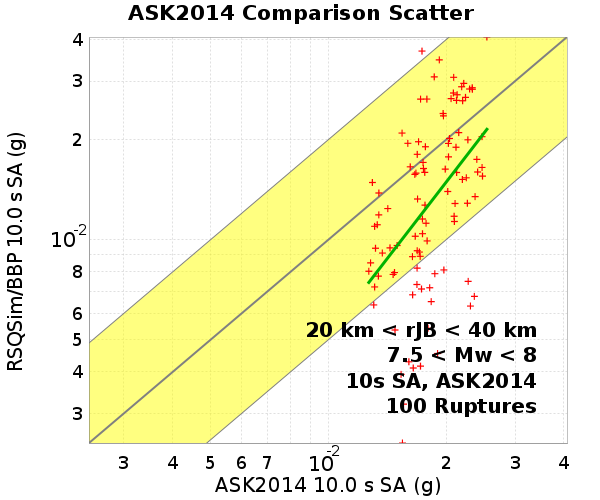 ASK2014 Comparison Scatter
RSQSim/BBP 10.0 s SA (g)
4
3
2
10-2
8
6
5
4
3
20 km < rJB < 40 km
7.5 < Mw < 8
10s SA, ASK2014
100 Ruptures
3 4 5 6 7 10-2 2 3 4
ASK2014 10.0 s SA (g)